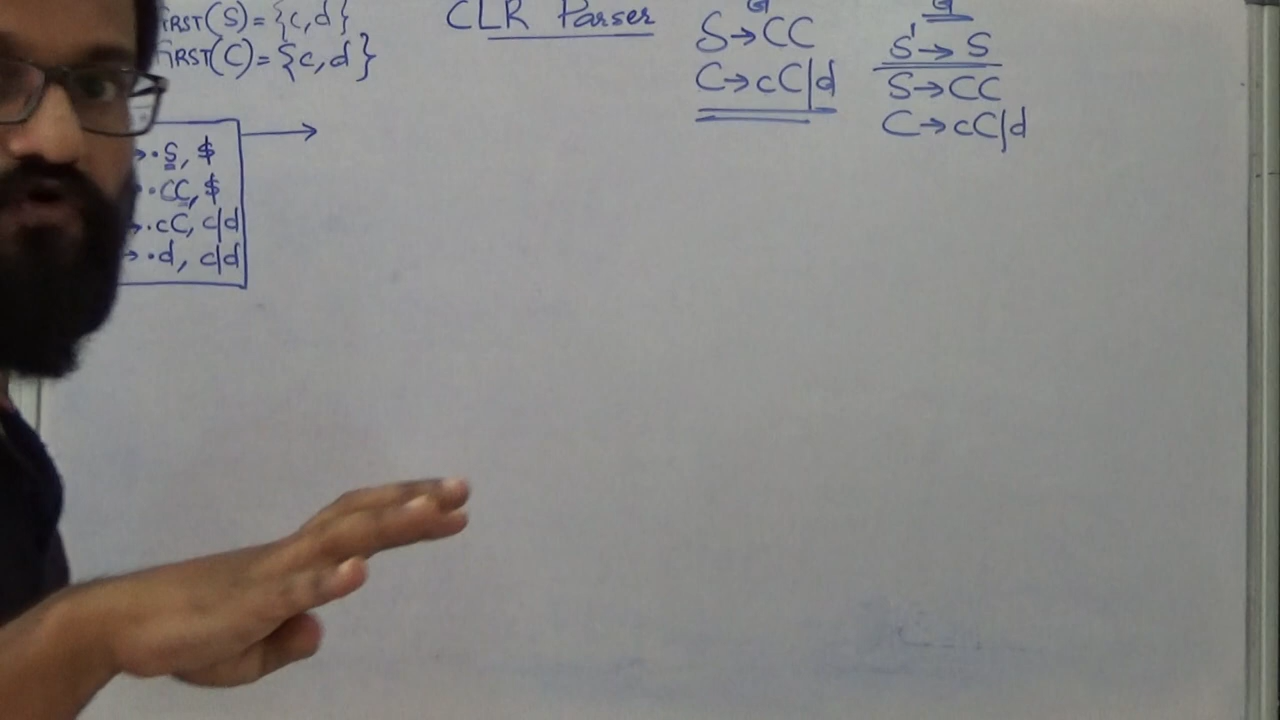 FIRST(S) = {c,d}
FIRST(C) = {c,d}
CLR Parser
G
S→CC
C→cC|d
S'→S
S→CC
C→cC|d
→·S, $
·CC, $
→·cC, c|d
→·d, c|d